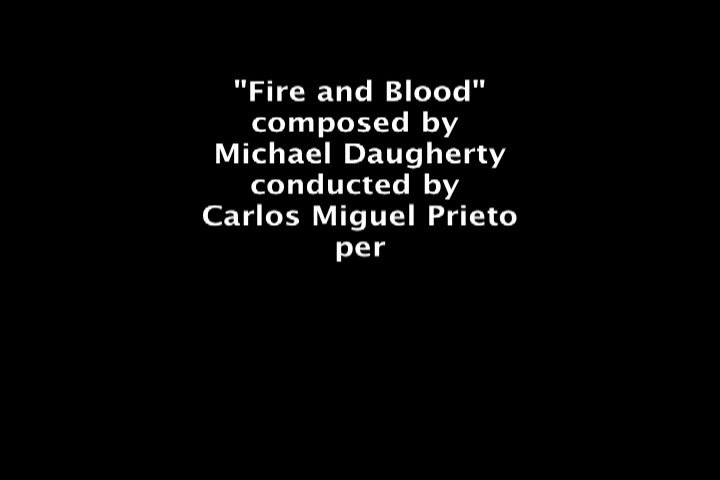 "Fire and Blood"
composed by
Michael Daugherty
conducted by
Carlos Miguel Prieto
per